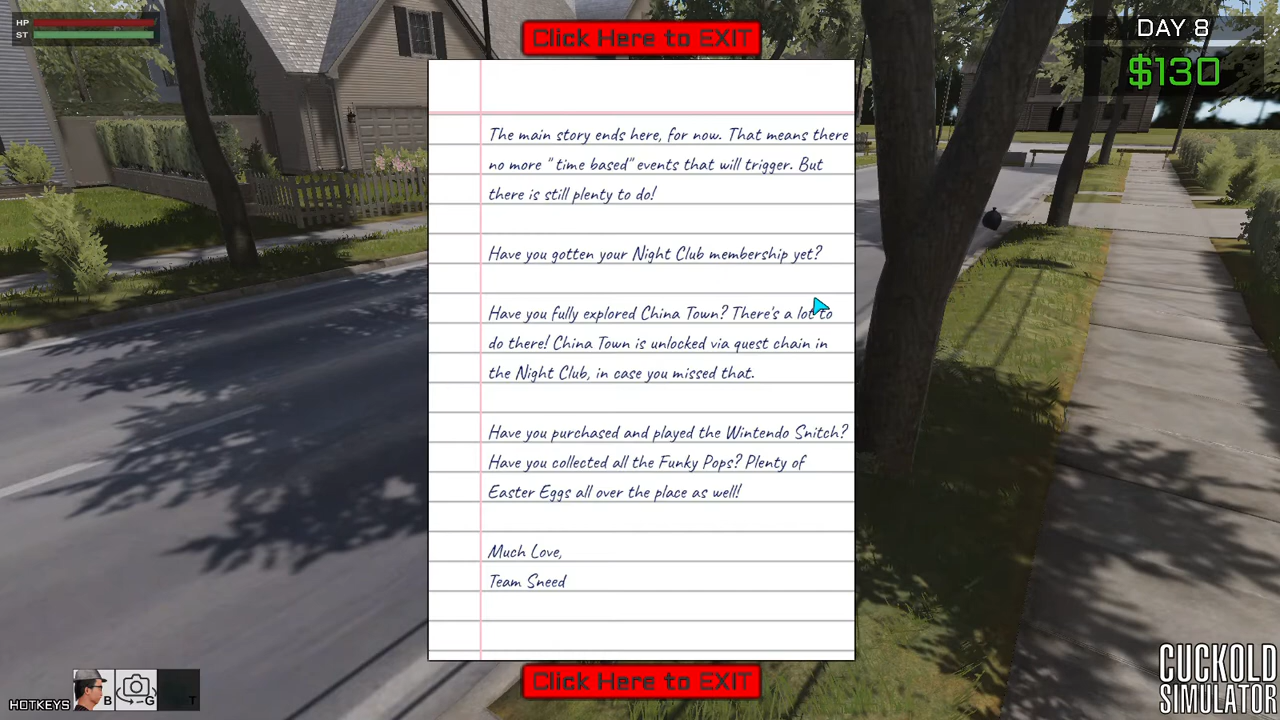 HP
ST
Click Here to EXIT
DAY 8
$130
The main story ends here, for now. That means there
no more "time based" events that will trigger. But
there is still plenty to do!
Have you gotten your Night Club membership yet?
Have you fully explored China Town? There's a lot to
do there! China Town is unlocked via quest chain in
the Night Club, in case you missed that.
Have you purchased and played the Wintendo Snitch?
Have you collected all the Funky Pops? Plenty of
Easter Eggs all over the place as well!
Much Love,
Team Sneed
Click Here to EXIT
HOTKEYS
B
G
T
CUCKOLD
SIMULATOR